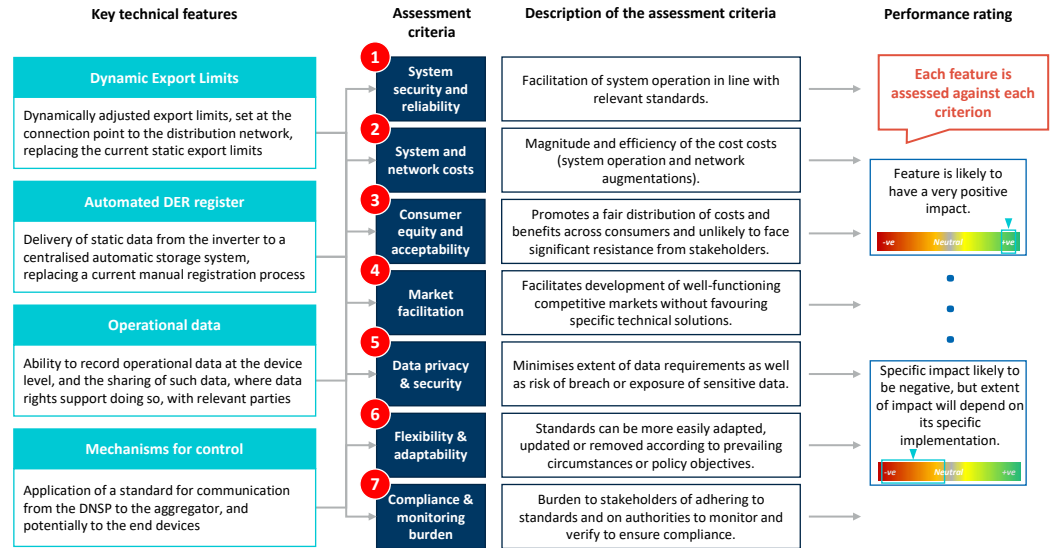 Key technical features
Assessment
criteria
Description of the assessment criteria
Performance rating
Dynamic Export Limits
Dynamically adjusted export limits, set at
the connection point to the distribution network,
replacing the current static export limits
Automated DER register
Delivery of static data from the inverter to a
centralised automatic storage system,
replacing a current manual registration process
Operational data
Ability to record operational data at the device
level, and the sharing of such data, where data
rights support doing so, with relevant parties
Mechanisms for control
Application of a standard for communication
from the DNSP to the aggregator, and
potentially to the end devices
1
System
security and
reliability
Facilitation of system operation in line with
relevant standards.
2
System and
network costs
Magnitude and efficiency of the cost costs
(system operation and network
augmentations).
3
Consumer
equity and
acceptability
Promotes a fair distribution of costs and
benefits across consumers and unlikely to face
significant resistance from stakeholders.
4
Market
facilitation
Facilitates development of well-functioning
competitive markets without favouring
specific technical solutions.
5
Data privacy
& security
Minimises extent of data requirements as well
as risk of breach or exposure of sensitive data.
6
Flexibility &
adaptability
Standards can be more easily adapted,
updated or removed according to prevailing
circumstances or policy objectives.
7
Compliance &
monitoring
burden
Burden to stakeholders of adhering to
standards and on authorities to monitor and
verify to ensure compliance.
Each feature is
assessed against each
criterion
Feature is likely to
have a very positive
impact.
-ve Neutral +ve
Specific impact likely to
be negative, but extent
of impact will depend on
its specific
implementation.
-ve Neutral +ve